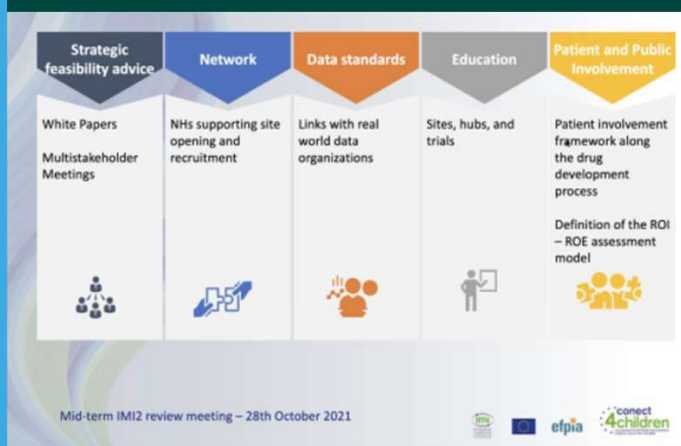 Strategic
feasibility advice
Network
Data standards
Education
Patient and Public
Involvement
White Papers
Multistakeholder
Meetings
NHs supporting site
opening and
recruitment
Links with real
world data
organizations
Sites, hubs, and
trials
Patient involvement
framework along
the drug
development
process
Definition of the ROI
– ROE assessment
model
Mid-term IMI2 review meeting – 28th October 2021
imi
efpia
conect
4children